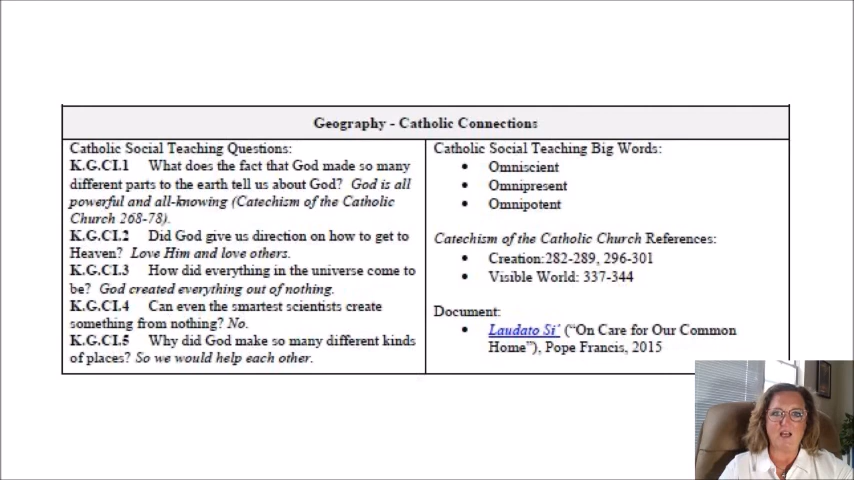 Geography - Catholic Connections
Catholic Social Teaching Questions:
K.G.CI.1 What does the fact that God made so many
different parts to the earth tell us about God? God is all
powerful and all-knowing (Catechism of the Catholic
Church 268-78).
K.G.CI.2 Did God give us direction on how to get to
Heaven? Love Him and love others.
K.G.CI.3 How did everything in the universe come to
be? God created everything out of nothing.
K.G.CI.4 Can even the smartest scientists create
something from nothing? No.
K.G.CI.5 Why did God make so many different kinds
of places? So we would help each other.
Catholic Social Teaching Big Words:
• Omniscient
• Omnipresent
• Omnipotent
Catechism of the Catholic Church References:
• Creation:282-289, 296-301
• Visible World: 337-344
Document:
• Laudato Si' ("On Care for Our Common
Home"), Pope Francis, 2015